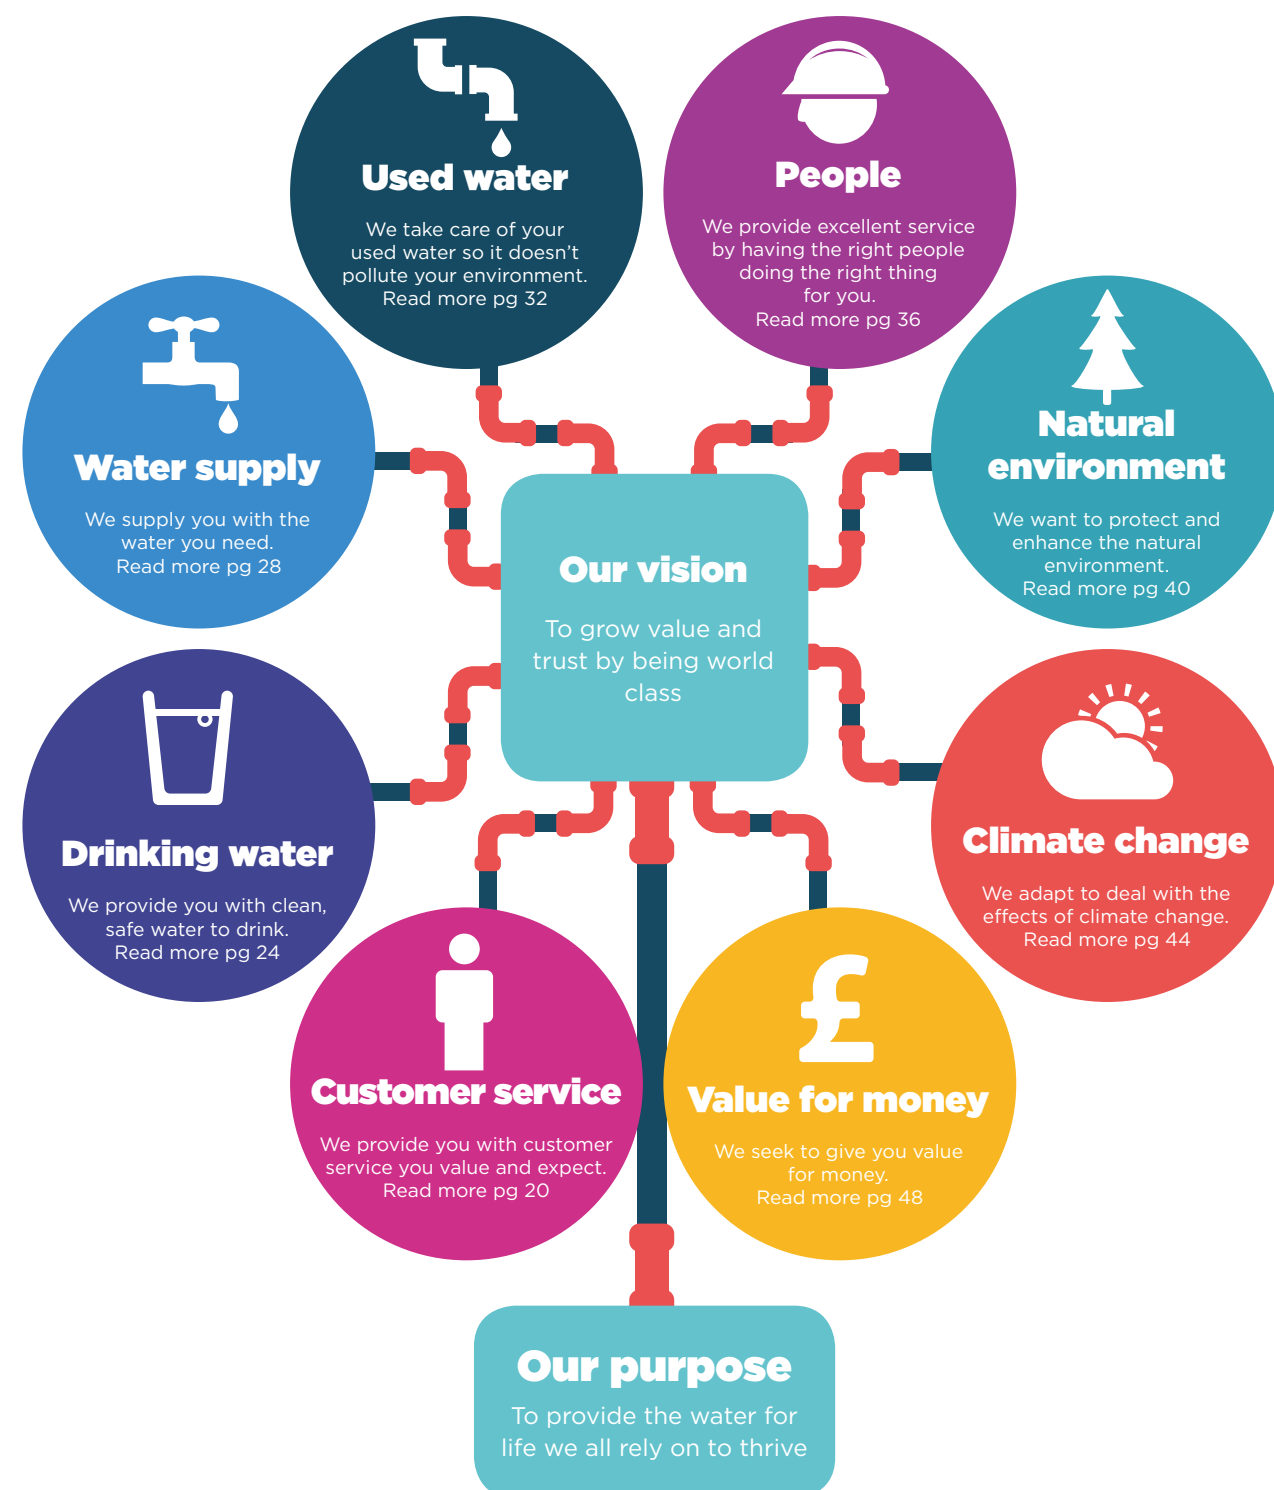 Used water
We take care of your
used water so it doesn't
pollute your environment.
Read more pg 32
People
We provide excellent service
by having the right people
doing the right thing
for you.
Read more pg 36
Water supply
We supply you with the
water you need.
Read more pg 28
Natural
environment
We want to protect and
enhance the natural
environment.
Read more pg 40
Our vision
To grow value and
trust by being world
class
Drinking water
We provide you with clean,
safe water to drink.
Read more pg 24
Climate change
We adapt to deal with the
effects of climate change.
Read more pg 44
Customer service
We provide you with customer
service you value and expect.
Read more pg 20
£
Value for money
We seek to give you value
for money.
Read more pg 48
Our purpose
To provide the water for
life we all rely on to thrive